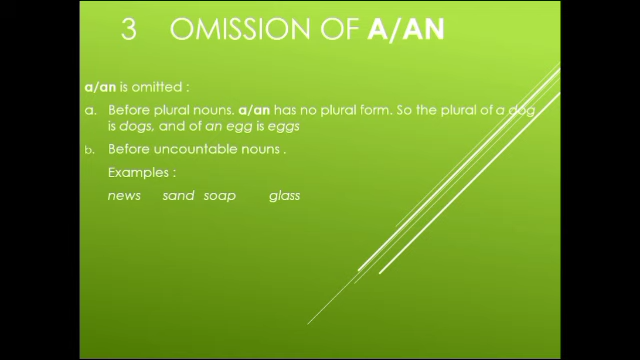 3 OMISSION OF A/AN
a/an is omitted :
a. Before plural nouns. a/an has no plural form. So the plural of a dog
is dogs, and of an egg is eggs
b. Before uncountable nouns .
Examples :
news sand soap glass